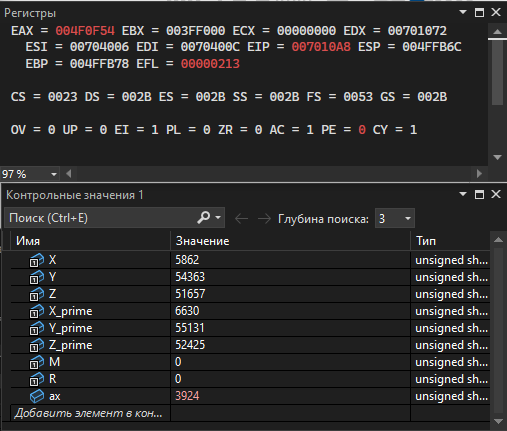 Регистры
EAX = 004F0F54 EBX = 003FF000 ECX = 00000000 EDX = 00701072
ESI = 00704006 EDI = 0070400C EIP = 007010A8 ESP = 004FFB6C
EBP = 004FFB78 EFL = 00000213
CS = 0023 DS = 002B ES = 002B SS = 002B FS = 0053 GS = 002B
OV = 0 UP = 0 EI = 1 PL = 0 ZR = 0 AC = 1 PE = 0 CY = 1
97 %
Контрольные значения 1
Поиск (Ctrl+E) Глубина поиска: 3
Имя Значение Тип
X 5862 unsigned sh...
Y 54363 unsigned sh...
Z 51657 unsigned sh...
X_prime 6630 unsigned sh...
Y_prime 55131 unsigned sh...
Z_prime 52425 unsigned sh...
M 0 unsigned sh...
R 0 unsigned sh...
ax 3924 unsigned sh...
Добавить элемент в кон...